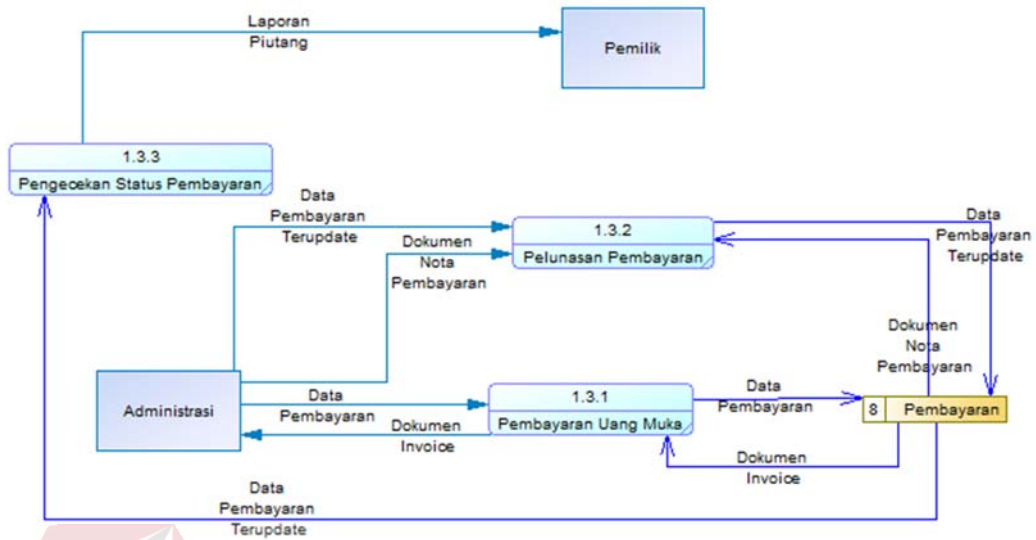 Laporan
Piutang
Pemilik
1.3.3
Pengecekan Status Pembayaran
Data
Pembayaran
Terupdate
Dokumen
Nota
Pembayaran
1.3.2
Pelunasan Pembayaran
Data
Pembayaran
Terupdate
Dokumen
Nota
Pembayaran
Administrasi
Data
Pembayaran
Dokumen
Invoice
1.3.1
Pembayaran Uang Muka
Data
Pembayaran
8 Pembayaran
Dokumen
Invoice
Data
Pembayaran
Terupdate